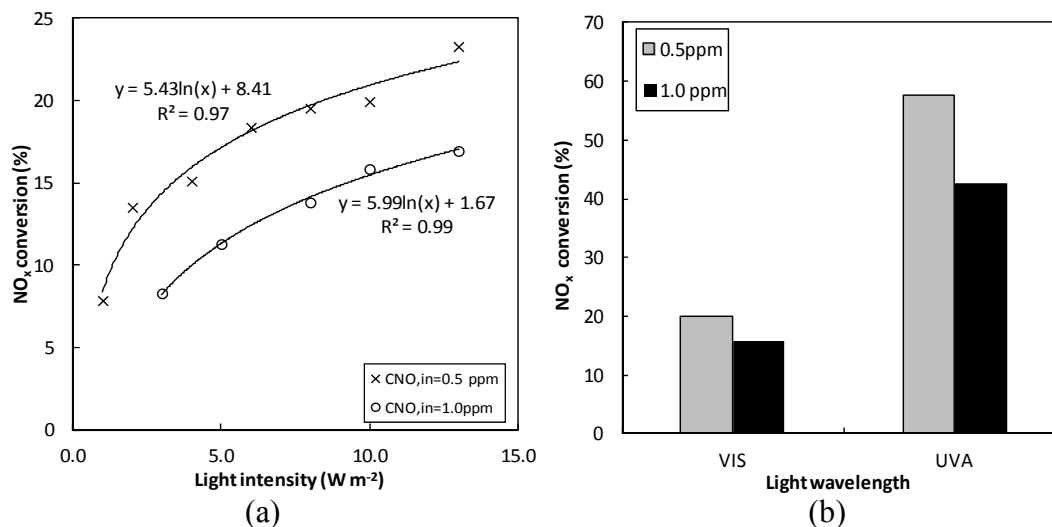 NOx conversion (%)
25
20
15
10
5
0
0.0
5.0
10.0
15.0
Light intensity (W m-2)
y = 5.43ln(x) + 8.41
R² = 0.97
y = 5.99ln(x) + 1.67
R² = 0.99
CNO,in=0.5 ppm
CNO,in=1.0ppm
(a)
NOx conversion (%)
70
60
50
40
30
20
10
0
0.5ppm
1.0 ppm
VIS
UVA
Light wavelength
(b)